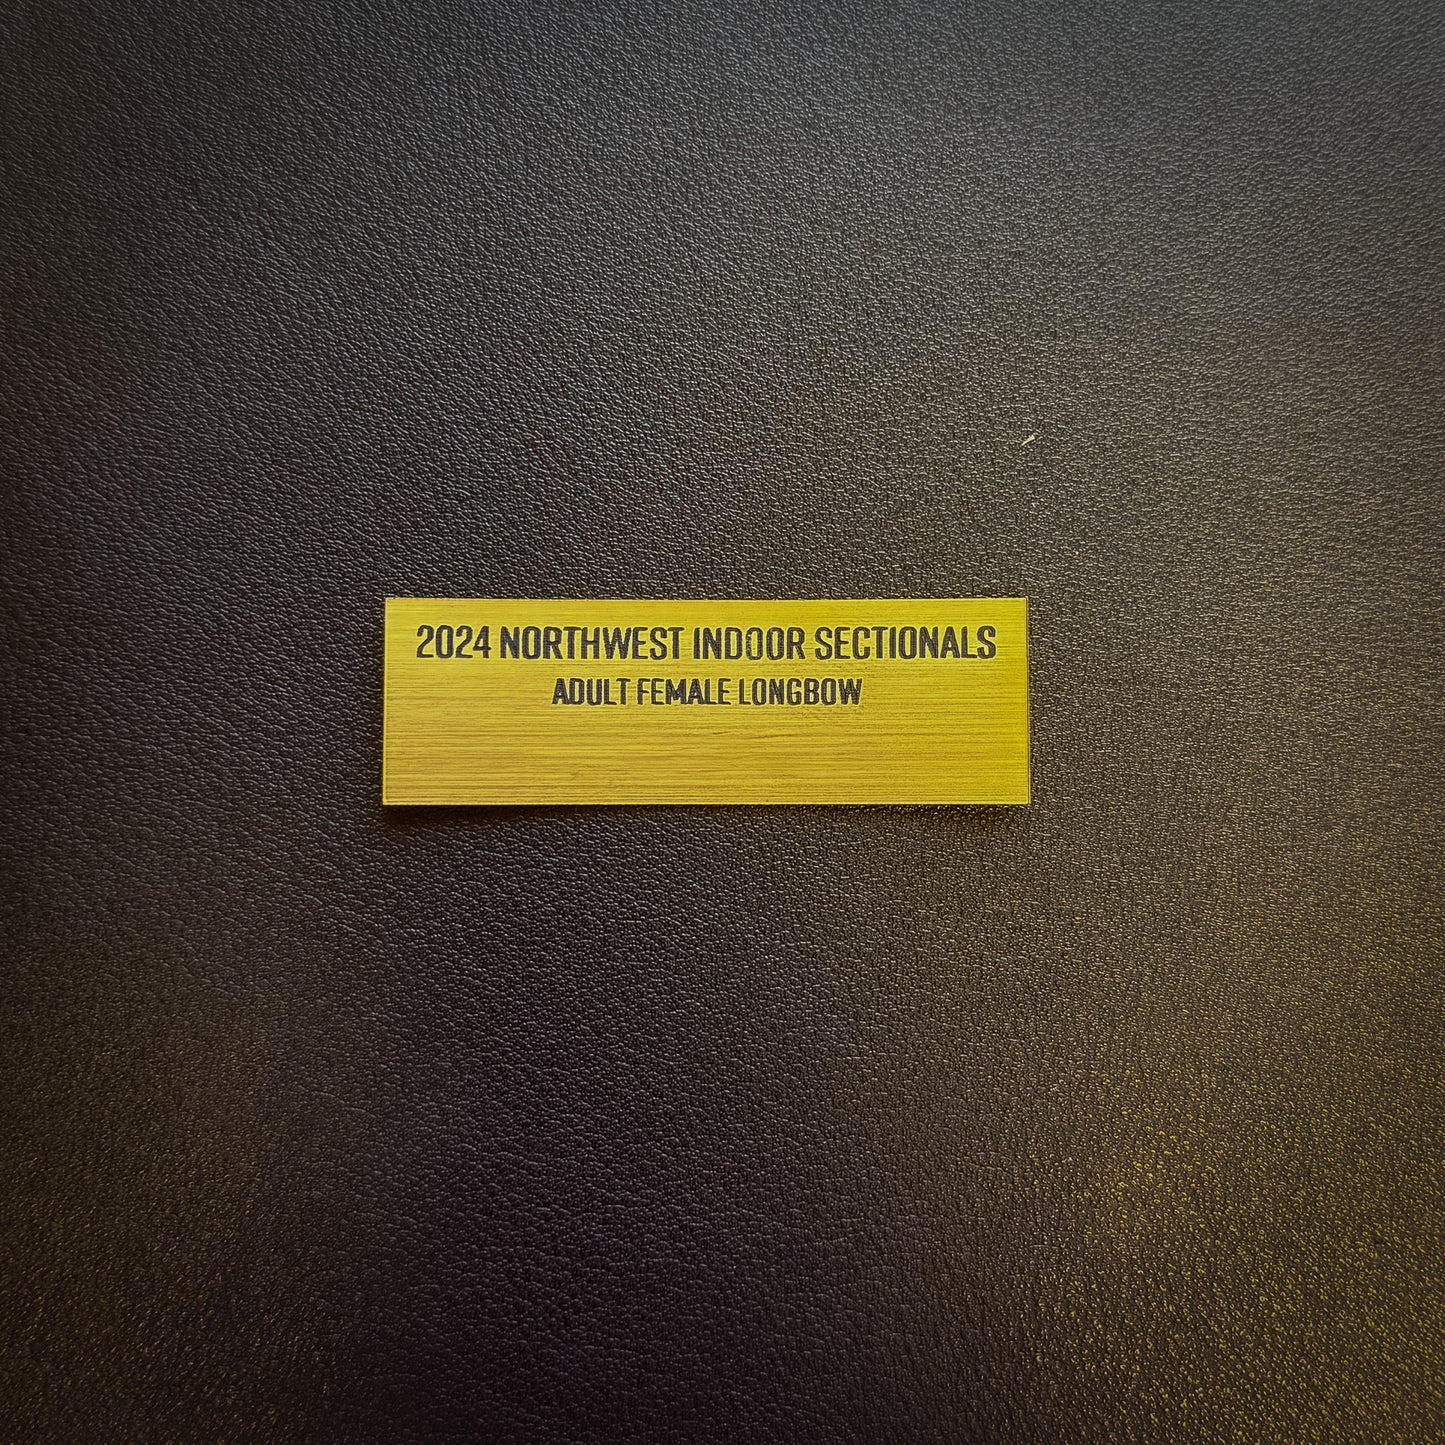 2024 NORTHWEST INDOOR SECTIONALS
ADULT FEMALE LONGBOW